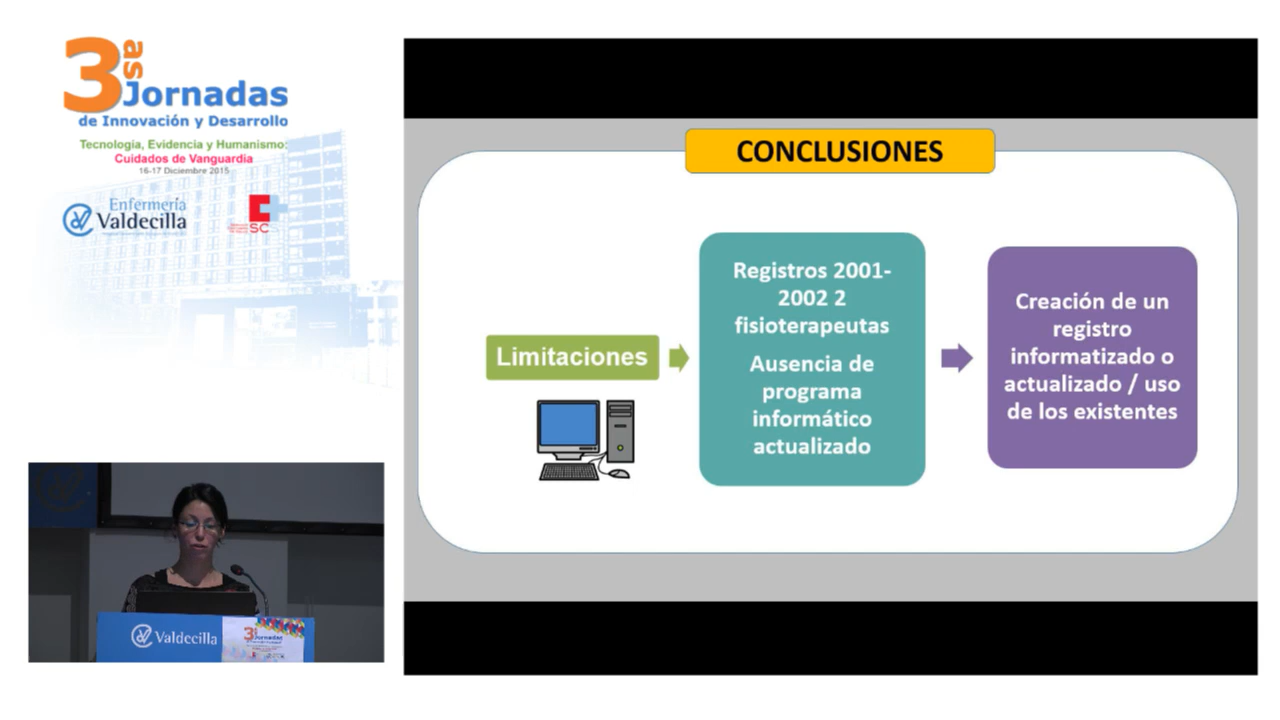 3as
Jornadas
de Innovación y Desarrollo
Tecnología, Evidencia y Humanismo:
Cuidados de Vanguardia
16-17 Diciembre 2015
Enfermería
Valdecilla
SC
CONCLUSIONES
Limitaciones
Registros 2001-
2002 2
fisioterapeutas
Ausencia de
programa
informático
actualizado
Creación de un
registro
informatizado o
actualizado / uso
de los existentes
Valdecilla
3as
Jornadas